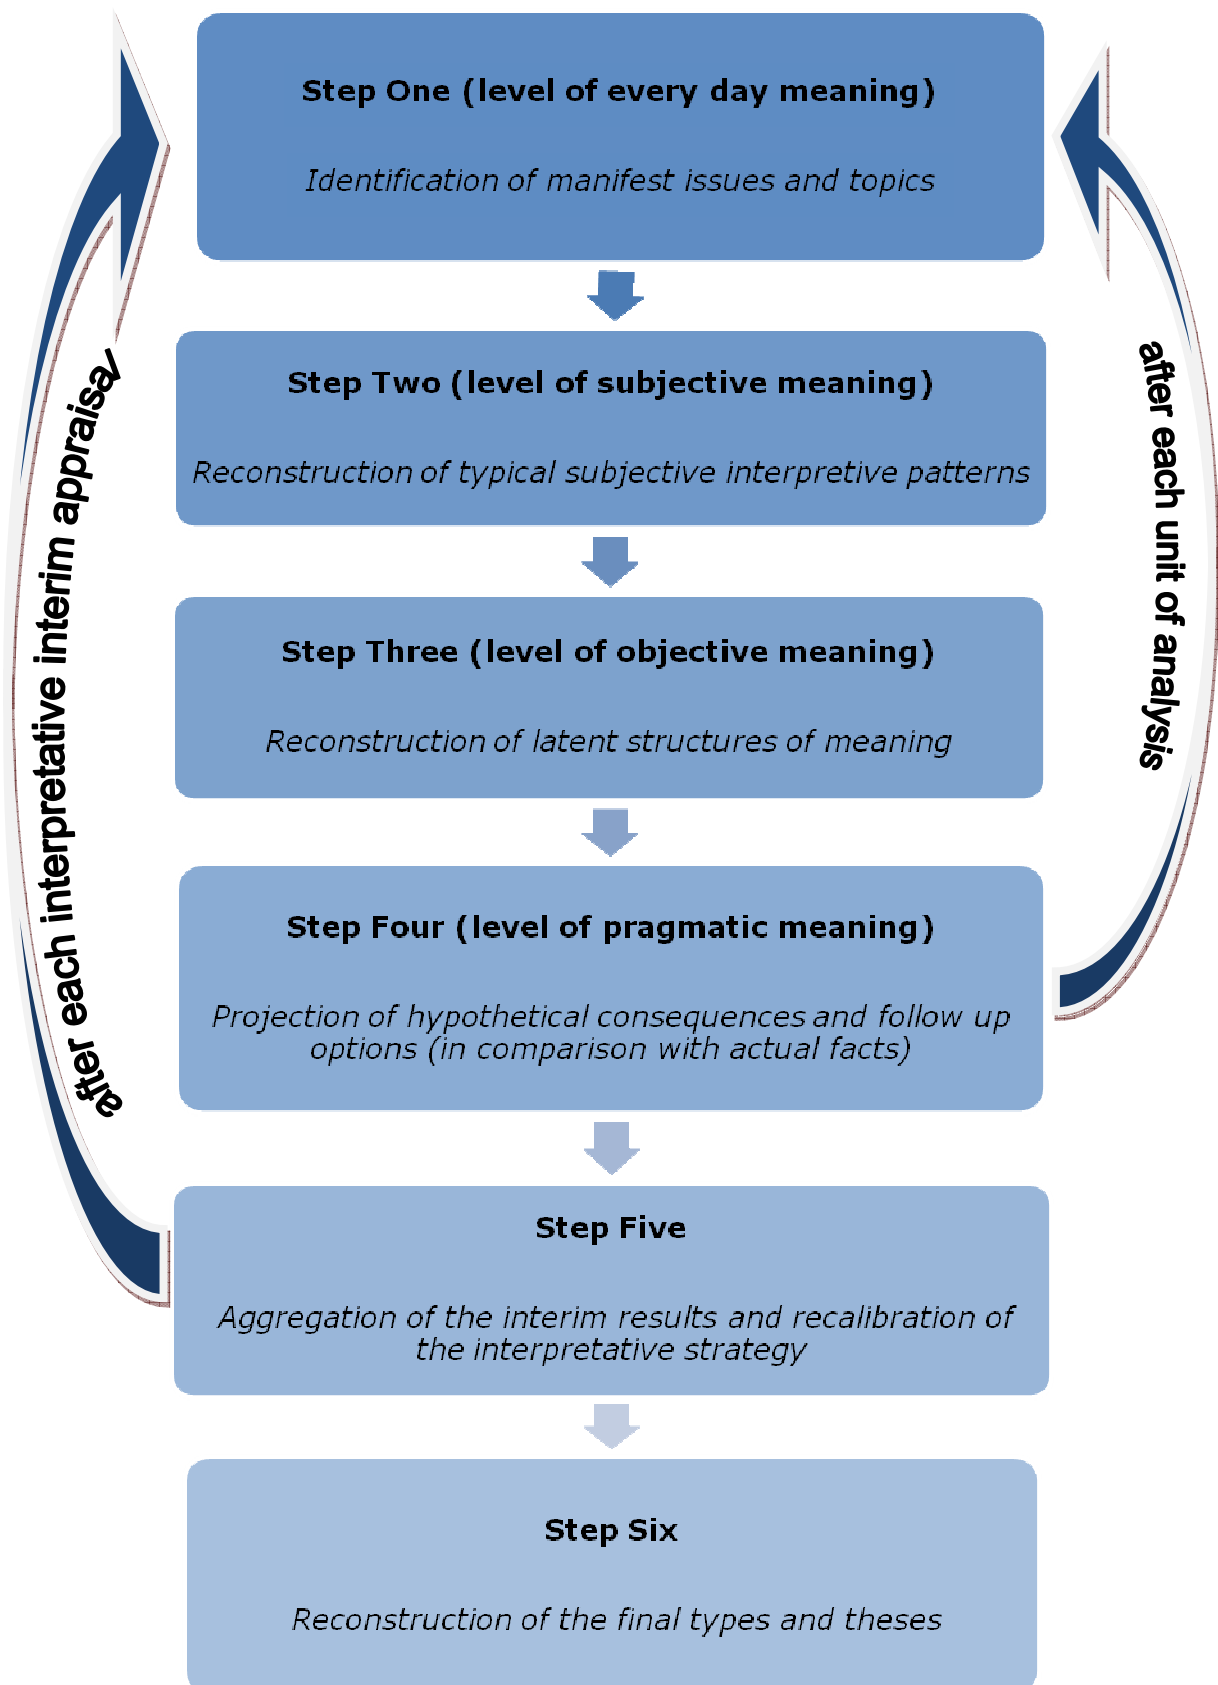 Step One (level of every day meaning)
Identification of manifest issues and topics
Step Two (level of subjective meaning)
Reconstruction of typical subjective interpretive patterns
Step Three (level of objective meaning)
Reconstruction of latent structures of meaning
Step Four (level of pragmatic meaning)
Projection of hypothetical consequences and follow up
options (in comparison with actual facts)
Step Five
Aggregation of the interim results and recalibration of
the interpretative strategy
Step Six
Reconstruction of the final types and theses
after each interpretative interim appraisal
after each unit of analysis